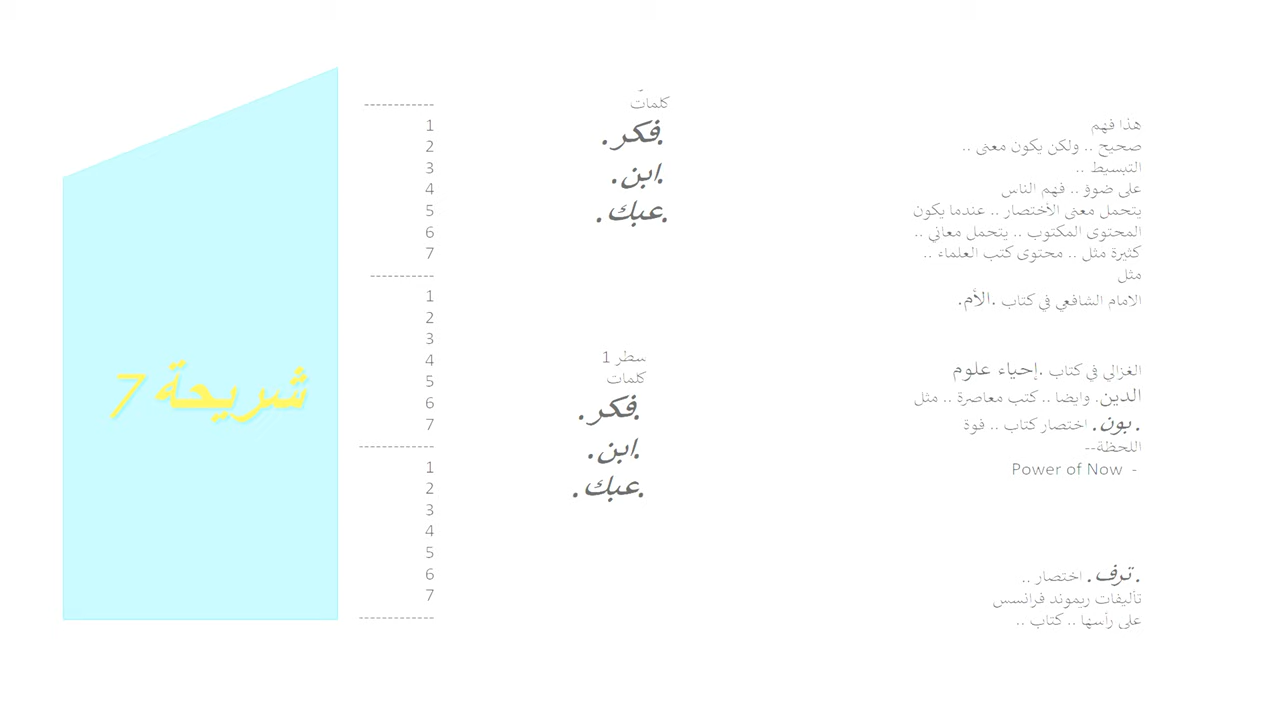 هذا فهم
صحيح .. ولكن يكون معنى ..
التبسيط ..
على ضوؤ .. فهم الناس
يتحمل معنى الأختصار .. عندما يكون
المحتوى المكتوب .. يتحمل معاني ..
كثيرة مثل .. محتوى كتب العلماء ..
مثل
الامام الشافعي في كتاب .الأم.
الغزالي في كتاب .إحياء علوم
الدين. وايضا .. كتب معاصرة .. مثل
.بون. اختصار كتاب .. قوة
اللحظة--
Power of Now -
.ترف. اختصار ..
تأليفات ريموند فرانسس
على رأسها .. كتاب ..
كلمات
.فكر.
.ابن.
.عبك.
سطر 1
كلمات
.فكر.
.ابن.
.عبك.
------------
1
2
3
4
5
6
7
-----------
1
2
3
4
5
6
7
-------------
1
2
3
4
5
6
7
-------------
شريحة 7